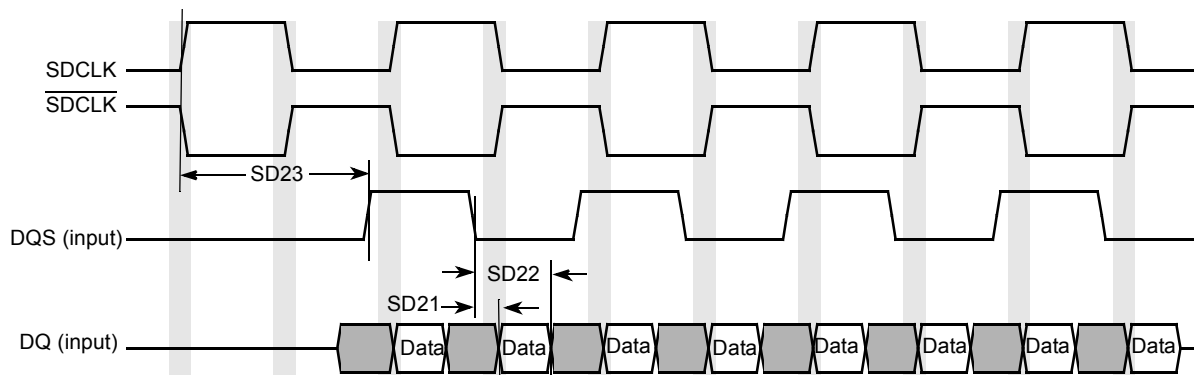 SDCLK
SDCLK
SD23
DQS (input)
SD22
SD21
DQ (input)
Data Data Data Data Data Data Data Data